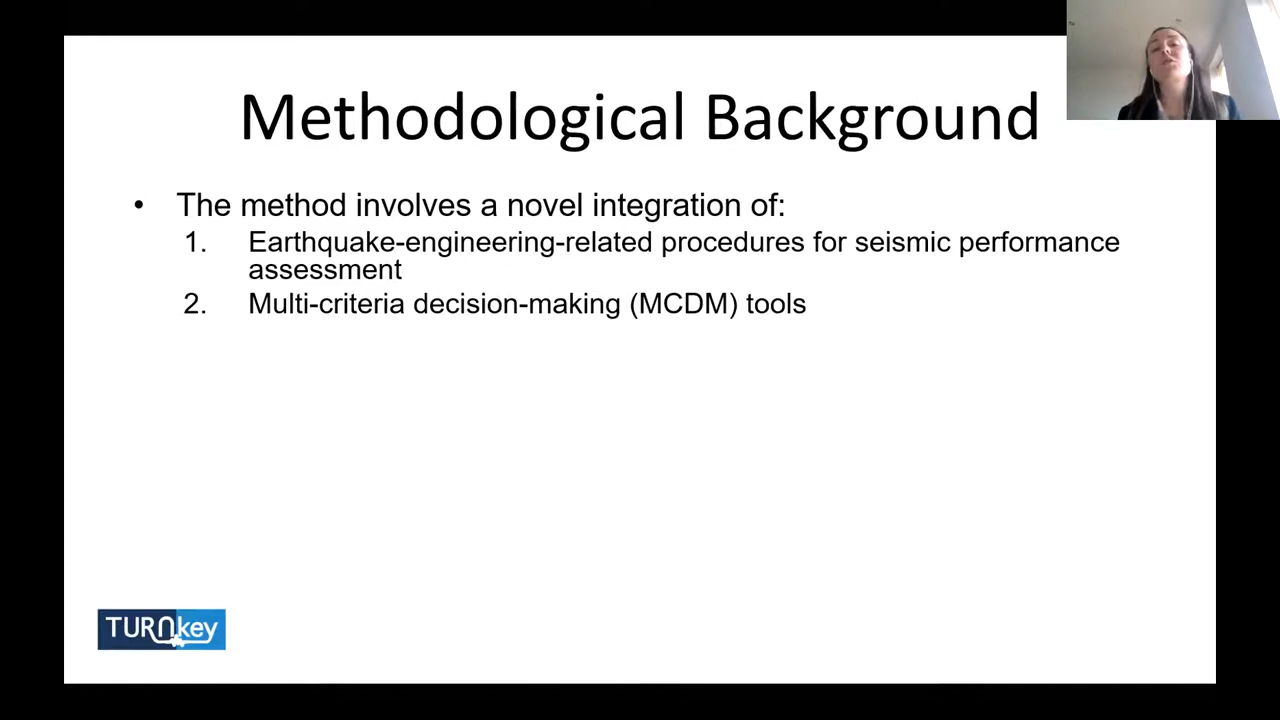 Methodological Background
• The method involves a novel integration of:
1. Earthquake-engineering-related procedures for seismic performance
assessment
2. Multi-criteria decision-making (MCDM) tools
TURNkey